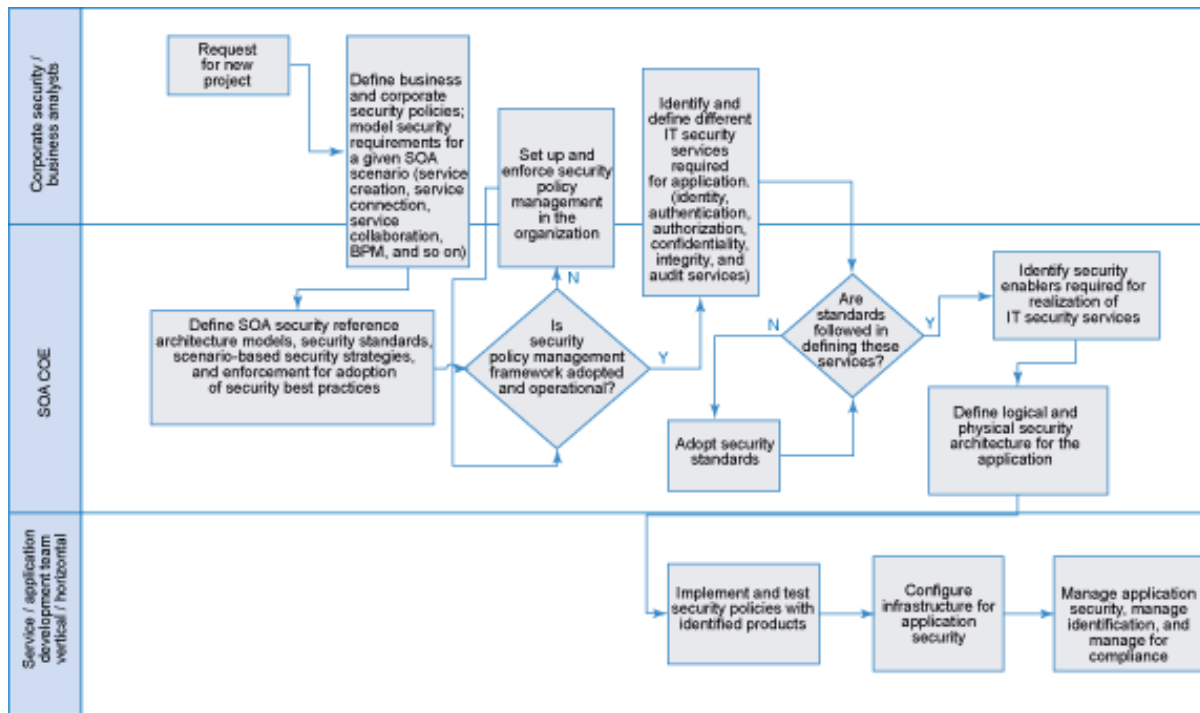 Corporate security /
business analysts
Request
for new
project
Define business
and corporate
security policies;
model security
requirements for
a given SOA
scenario (service
creation, service
connection,
service
collaboration,
BPM, and so on)
Set up and
enforce security
policy
management
in the
organization
Identify and
define different
IT security
services
required
for application.
(identity,
authentication,
authorization,
confidentiality,
integrity, and
audit services)
SOA COE
Define SOA security reference
architecture models, security standards,
scenario-based security strategies,
and enforcement for adoption
of security best practices
N
Is
security
policy management
framework adopted
and operational?
Y
N
Are
standards
followed in
defining these
services?
Y
Adopt security
standards
Identify security
enablers required for
realization of
IT security services
Define logical and
physical security
architecture for the
application
Service / application
development team
vertical / horizontal
Implement and test
security policies with
identified products
Configure
infrastructure for
application
security
Manage application
security, manage
identification, and
manage for
compliance